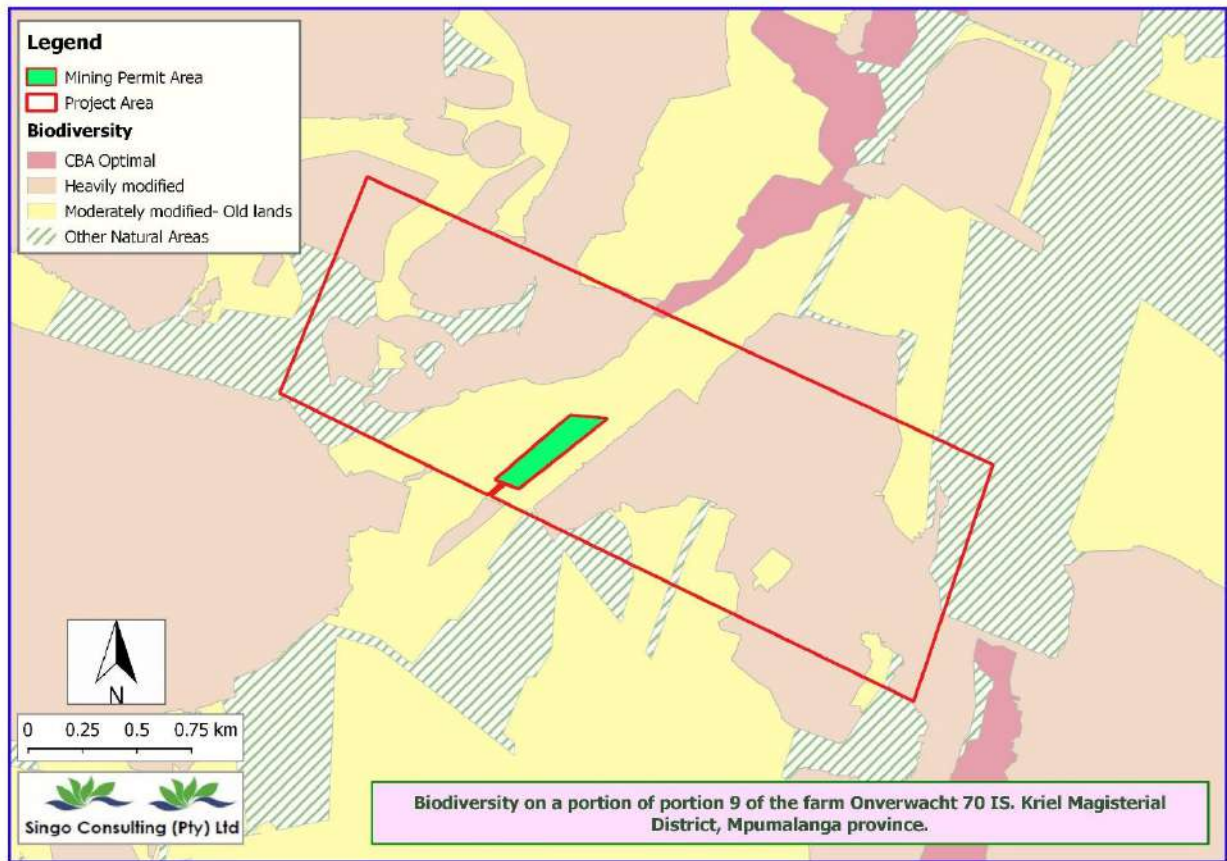 Legend
Mining Permit Area
Project Area
Biodiversity
CBA Optimal
Heavily modified
Moderately modified- Old lands
Other Natural Areas
N
0 0.25 0.5 0.75 km
Singo Consulting (Pty) Ltd
Biodiversity on a portion of portion 9 of the farm Onverwacht 70 IS. Kriel Magisterial
District, Mpumalanga province.